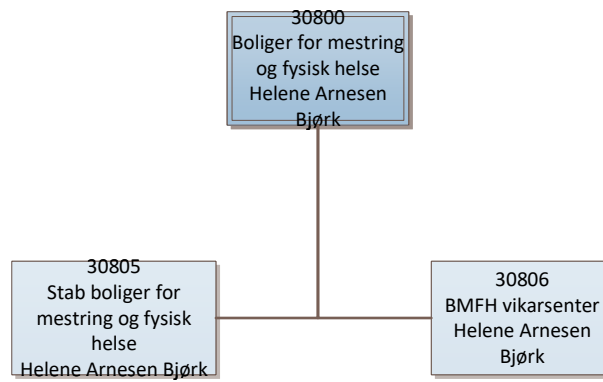 30800
Boliger for mestring
og fysisk helse
Helene Arnesen
Bjørk
30805
Stab boliger for
mestring og fysisk
helse
Helene Arnesen Bjørk
30806
BMFH vikarsenter
Helene Arnesen
Bjørk